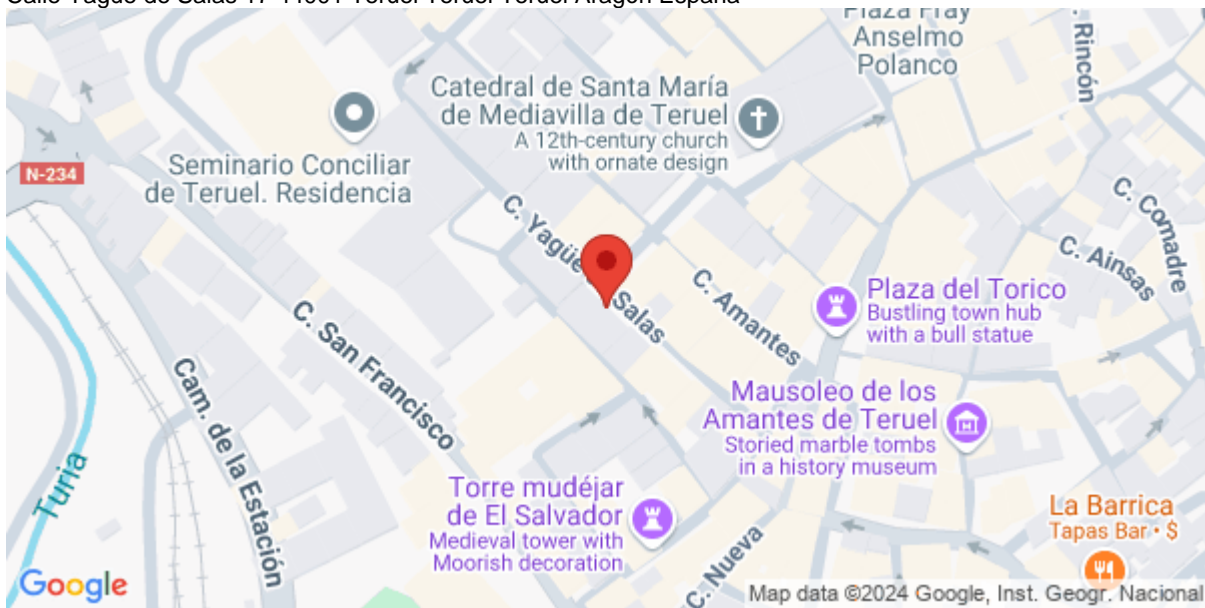 Calle Yagüe de Salas 17 44001 Teruel Teruel Teruel Aragón España
Plaza Fray
Anselmo
Polanco
Rincón
Catedral de Santa María
de Mediavilla de Teruel
A 12th-century church
with ornate design
Seminario Conciliar
de Teruel. Residencia
N-234
C. Yagüe de Salas
C. Comadre
C. Ainsas
C. Amantes
Plaza del Torico
Bustling town hub
with a bull statue
C. San Francisco
Cam. de la Estación
Mausoleo de los
Amantes de Teruel
Storied marble tombs
in a history museum
Turia
Torre mudéjar
de El Salvador
Medieval tower with
Moorish decoration
C. Nueva
La Barrica
Tapas Bar • $
Google
Map data ©2024 Google, Inst. Geogr. Nacional